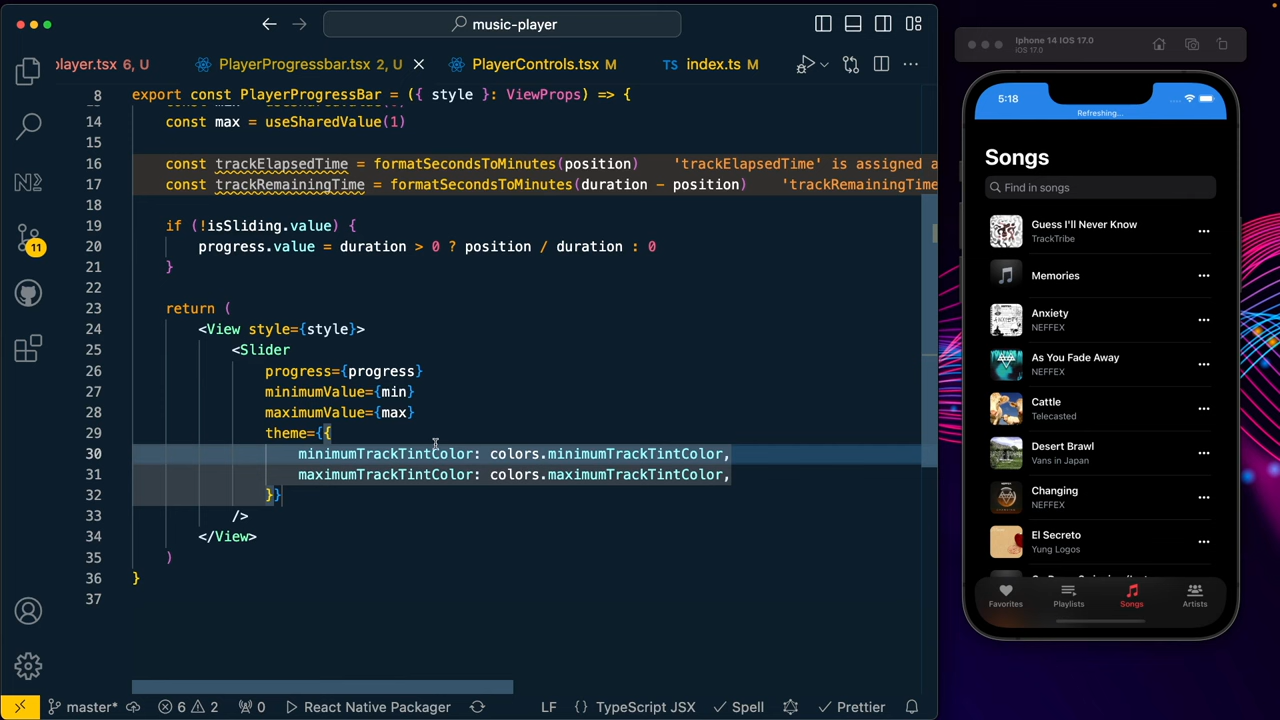 music-player
player.tsx 6, U
PlayerProgressbar.tsx 2, U
PlayerControls.tsx M
TS index.ts M
8 export const PlayerProgressBar = ({ style }: ViewProps) => {
14 const max = useSharedValue(1)
15
16 const trackElapsedTime = formatSecondsToMinutes(position) 'trackElapsedTime' is assigned a
17 const trackRemainingTime = formatSecondsToMinutes(duration - position) 'trackRemainingTime
18
19 if (!isSliding.value) {
20 progress.value = duration > 0 ? position / duration : 0
21 }
22
23 return (
24 <View style={style}>
25 <Slider
26 progress={progress}
27 minimumValue={min}
28 maximumValue={max}
29 theme={{
30 minimumTrackTintColor: colors.minimumTrackTintColor,
31 maximumTrackTintColor: colors.maximumTrackTintColor,
32 }}
33 />
34 </View>
35 )
36 }
37
11
master* 6 2 0 React Native Packager LF {} TypeScript JSX Spell Prettier
Iphone 14 IOS 17.0
iOS 17.0
5:18
Refreshing...
Songs
Find in songs
Guess I'll Never Know
TrackTribe
Memories
Anxiety
NEFFEX
As You Fade Away
NEFFEX
Cattle
Telecasted
Desert Brawl
Vans in Japan
Changing
NEFFEX
El Secreto
Yung Logos
Favorites
Playlists
Songs
Artists